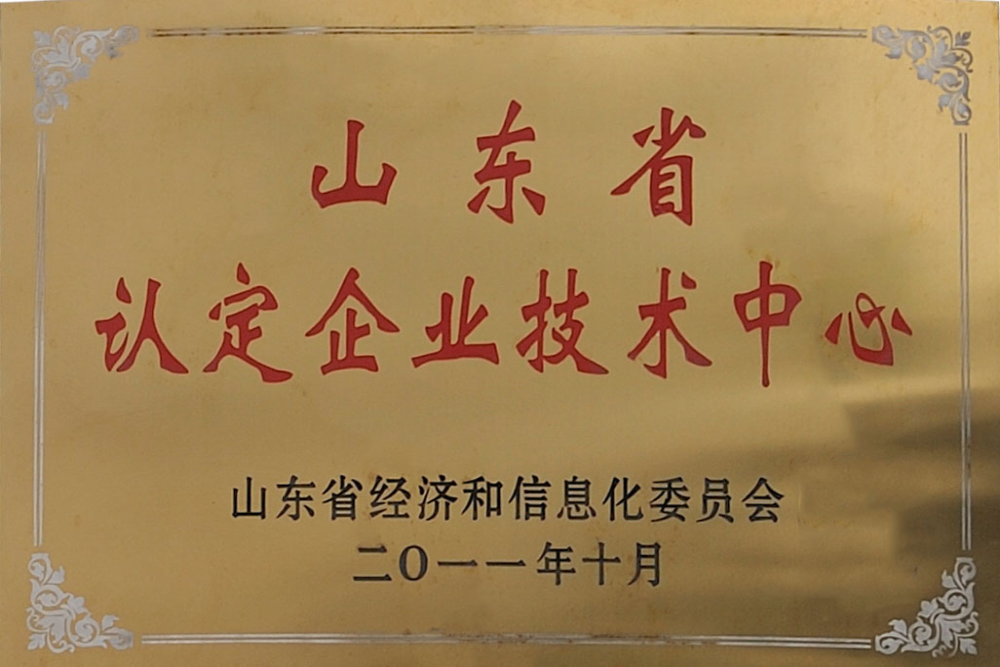 山东省
认定企业技术中心
山东省经济和信息化委员会
二〇一一年十月